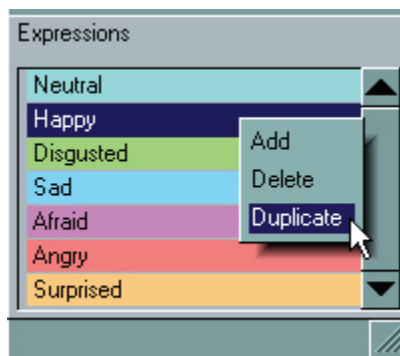 Expressions
Neutral
Happy
Disgusted
Sad
Afraid
Angry
Surprised
Add
Delete
Duplicate